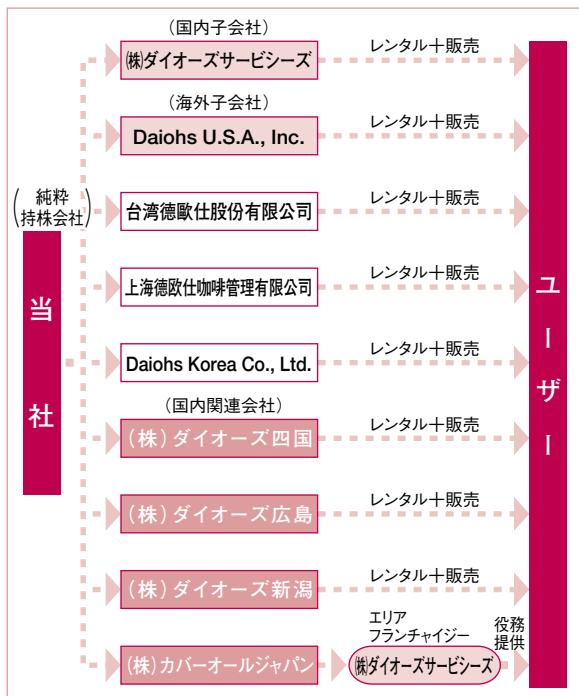 (国内子会社)
㈱ダイオーズサービシーズ
レンタル＋販売
(海外子会社)
Daiohs U.S.A., Inc.
レンタル＋販売
(純粋
持株会社)
台湾德歐仕股份有限公司
レンタル＋販売
上海德欧仕咖啡管理有限公司
レンタル＋販売
当社
ユーザー
Daiohs Korea Co., Ltd.
レンタル＋販売
(国内関連会社)
(株)ダイオーズ四国
レンタル＋販売
(株)ダイオーズ広島
レンタル＋販売
(株)ダイオーズ新潟
レンタル＋販売
(株)カバーオールジャパン
エリア
フランチャイジー
㈱ダイオーズサービシーズ
役務
提供